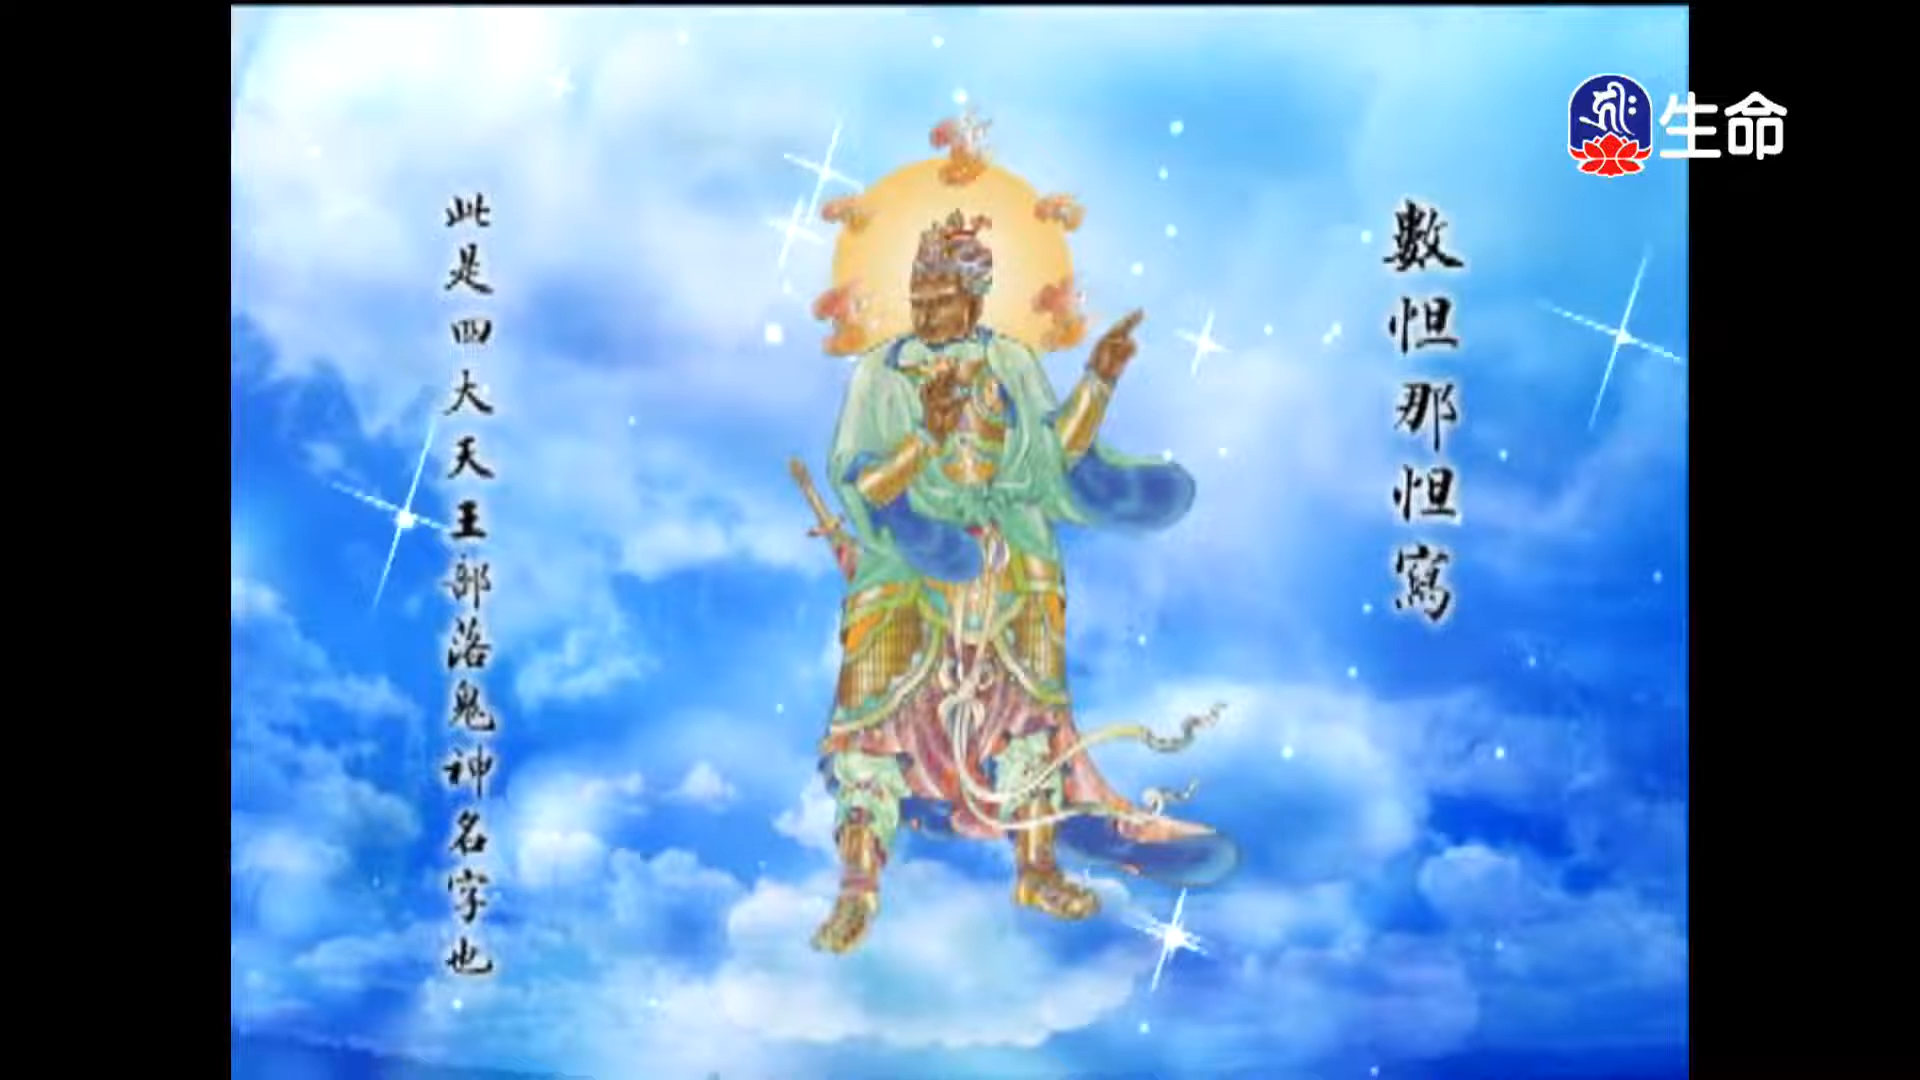 數怛那怛寫
此是四大天王部落鬼神名字也
生命